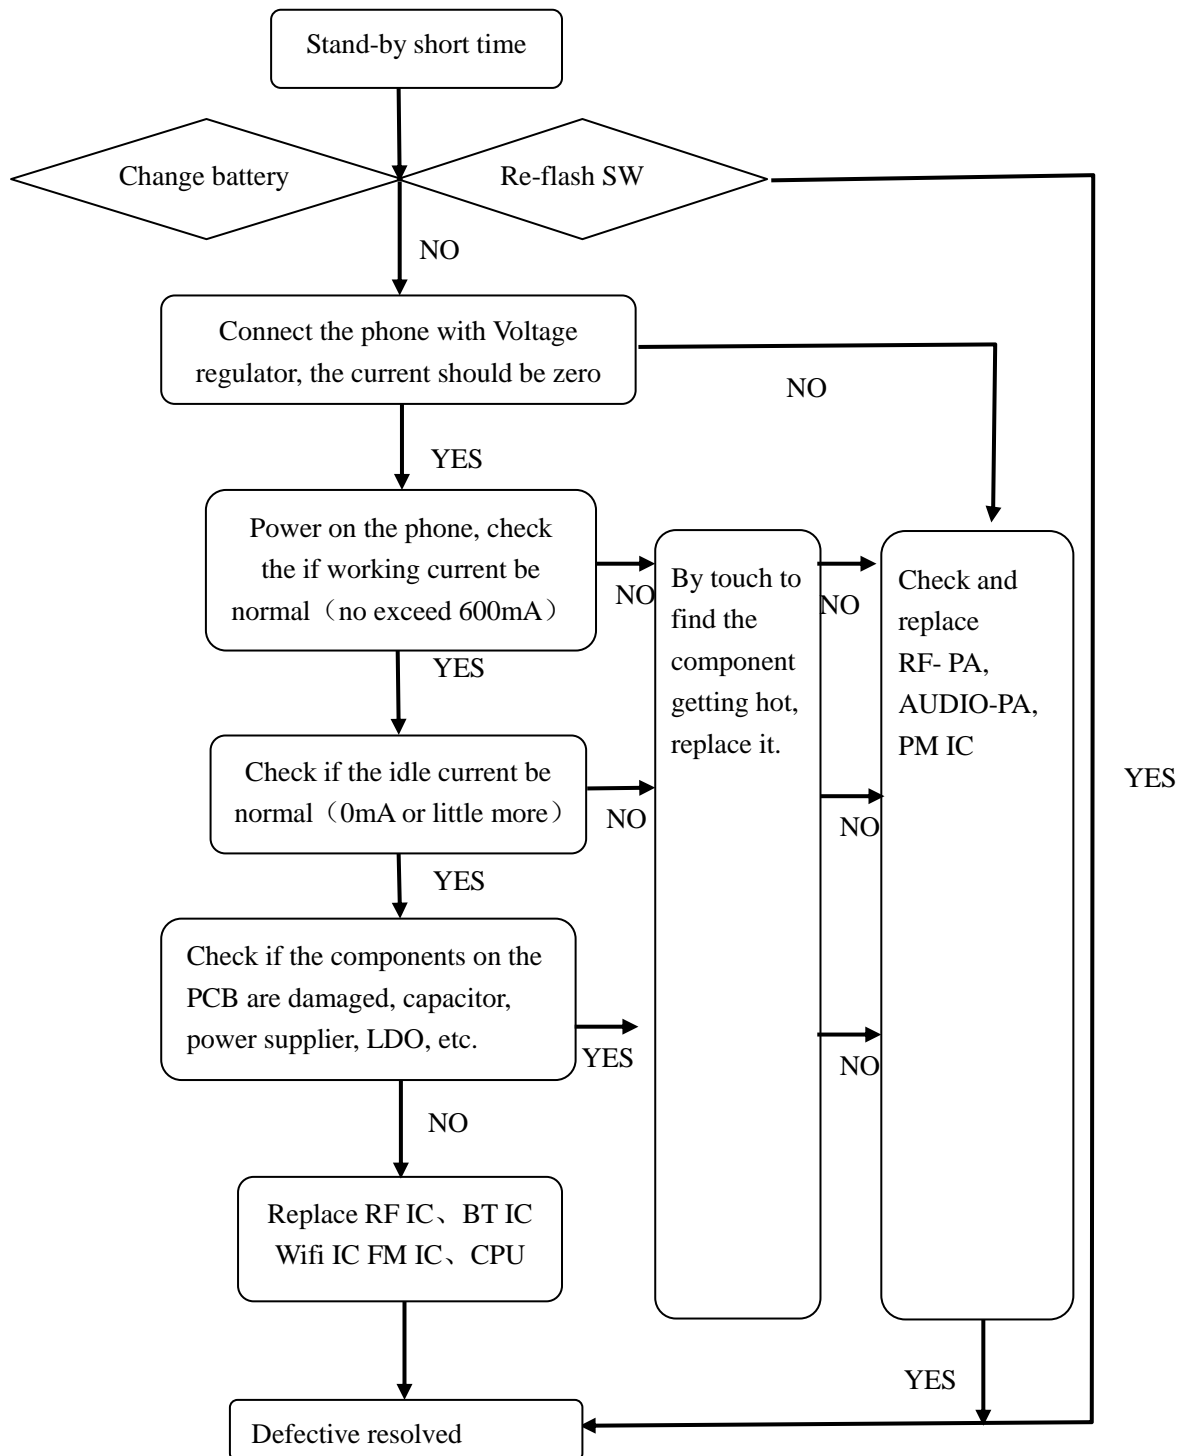 Stand-by short time
Change battery
Re-flash SW
NO
Connect the phone with Voltage
regulator, the current should be zero
NO
YES
Power on the phone, check
the if working current be
normal（no exceed 600mA）
NO
By touch to
find the
component
getting hot,
replace it.
NO
Check and
replace
RF- PA,
AUDIO-PA,
PM IC
YES
YES
Check if the idle current be
normal（0mA or little more）
NO
NO
YES
Check if the components on the
PCB are damaged, capacitor,
power supplier, LDO, etc.
YES
NO
NO
Replace RF IC、BT IC
Wifi IC FM IC、CPU
YES
Defective resolved